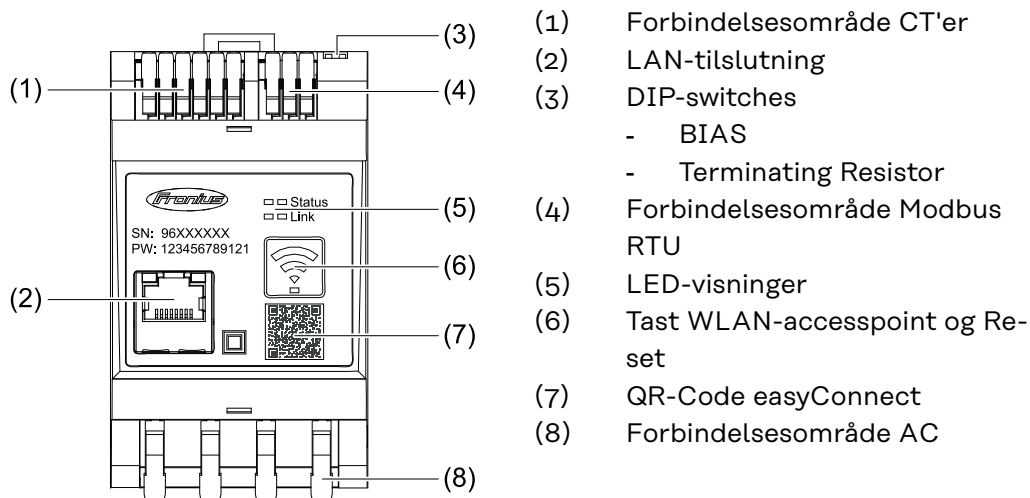 (1)
(2)
(3)
(4)
(5)
(6)
(7)
(8)
Fronius
Status
Link
SN: 96XXXXXX
PW: 123456789121
(1) Forbindelsesområde CT'er
(2) LAN-tilslutning
(3) DIP-switches
- BIAS
- Terminating Resistor
(4) Forbindelsesområde Modbus
RTU
(5) LED-visninger
(6) Tast WLAN-accesspoint og Re-
set
(7) QR-Code easyConnect
(8) Forbindelsesområde AC